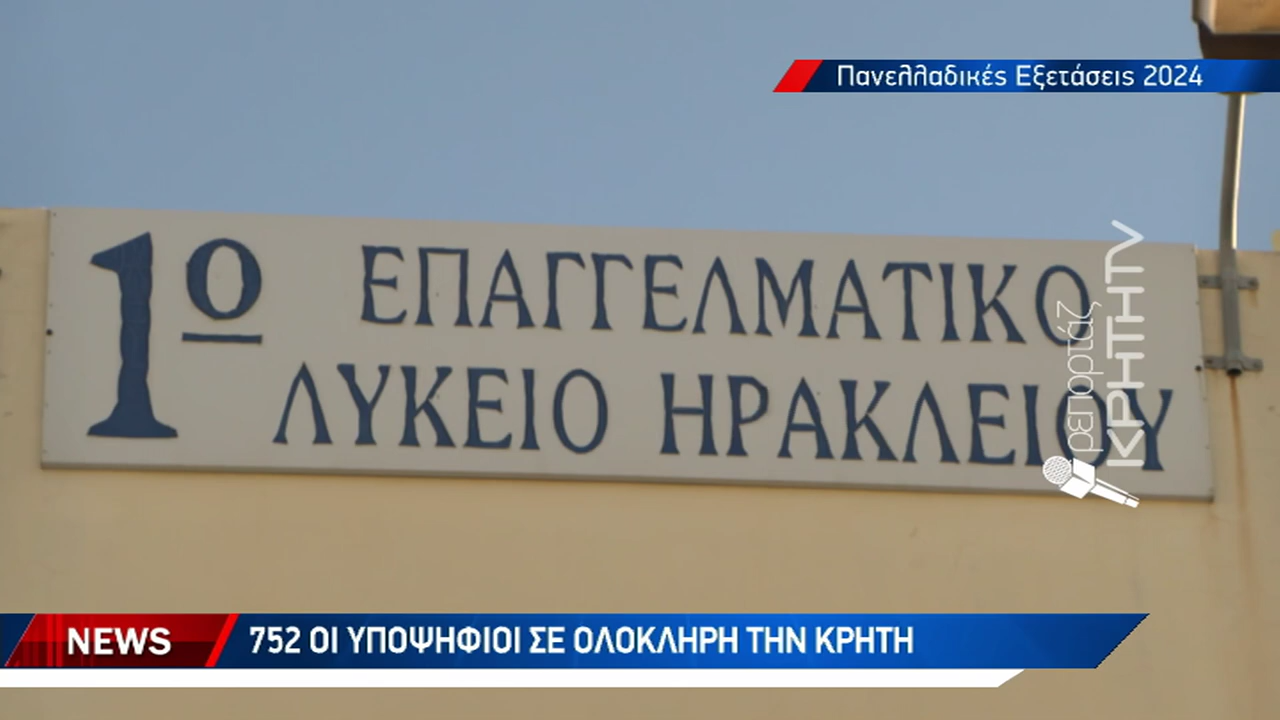 Πανελλαδικές Εξετάσεις 2024
1ο ΕΠΑΓΓΕΛΜΑΤΙΚΟ
ΛΥΚΕΙΟ ΗΡΑΚΛΕΙΟΥ
ρεπορτάζ
ΚΡΗΤΗTV
NEWS
752 ΟΙ ΥΠΟΨΗΦΙΟΙ ΣΕ ΟΛΟΚΛΗΡΗ ΤΗΝ ΚΡΗΤΗ